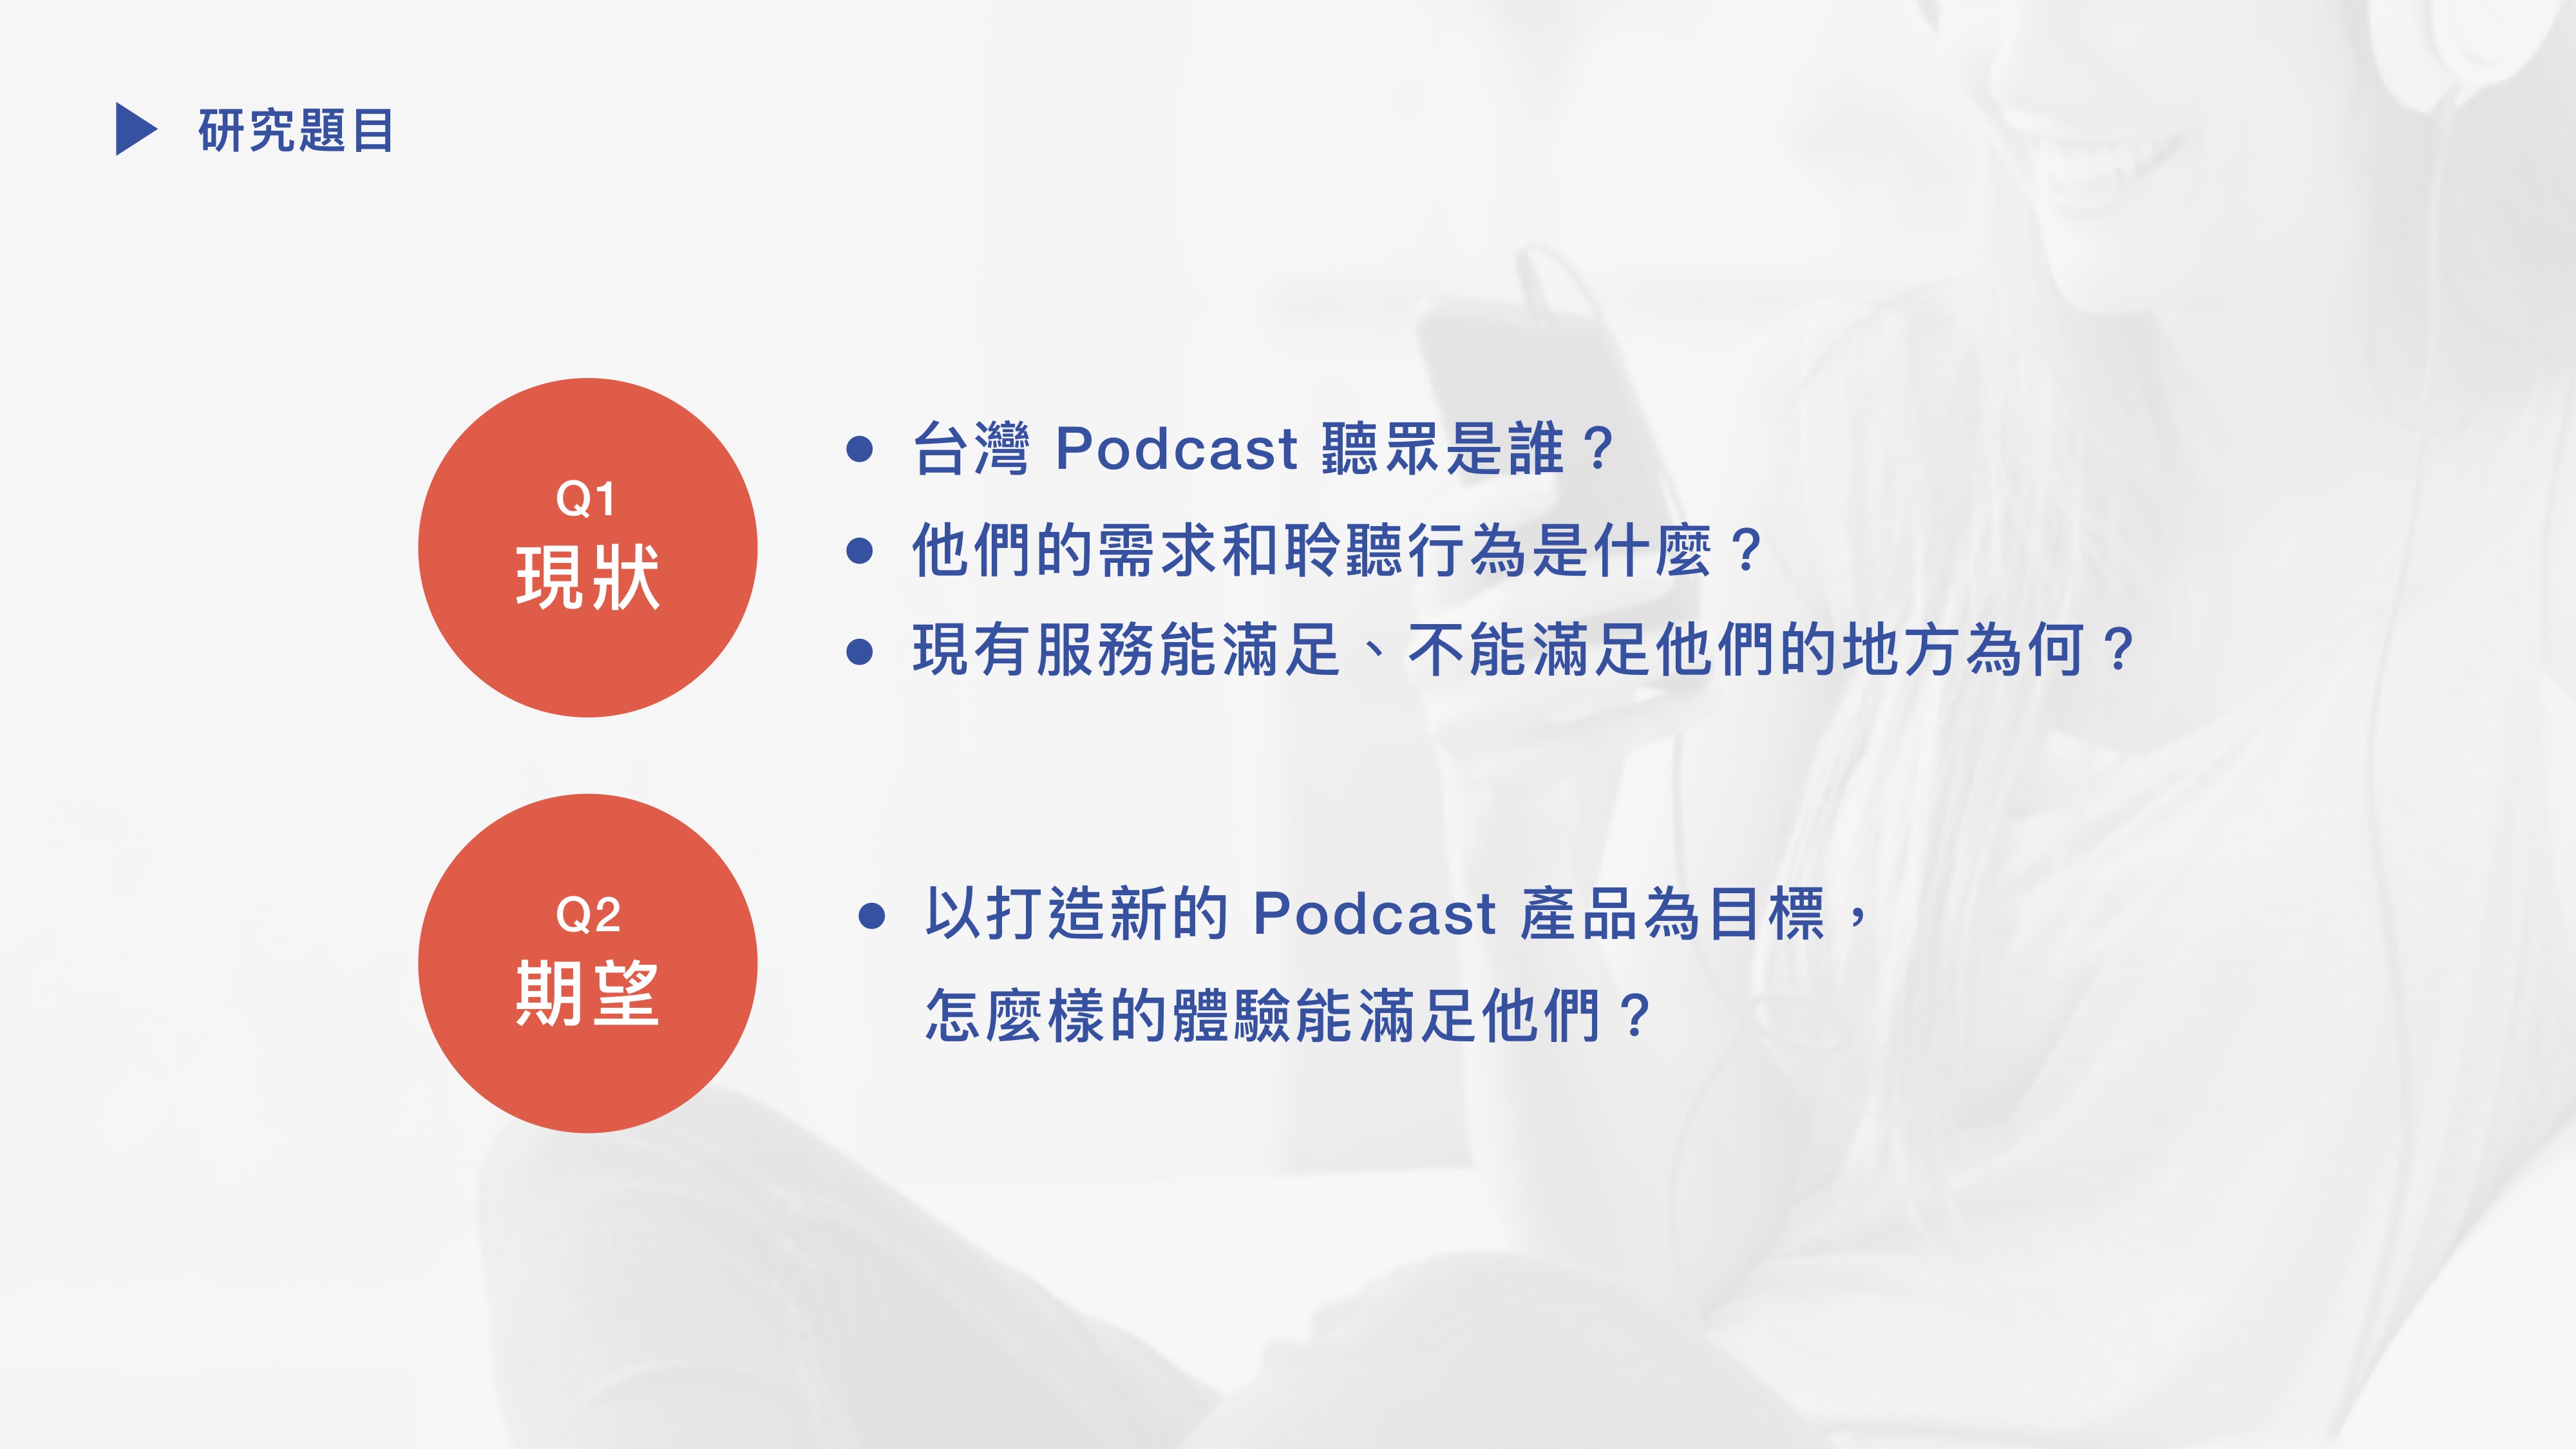 研究題目
Q1
現狀
台灣 Podcast 聽眾是誰？
他們的需求和聆聽行為是什麼？
現有服務能滿足、不能滿足他們的地方為何？
Q2
期望
以打造新的 Podcast 產品為目標，
怎麼樣的體驗能滿足他們？